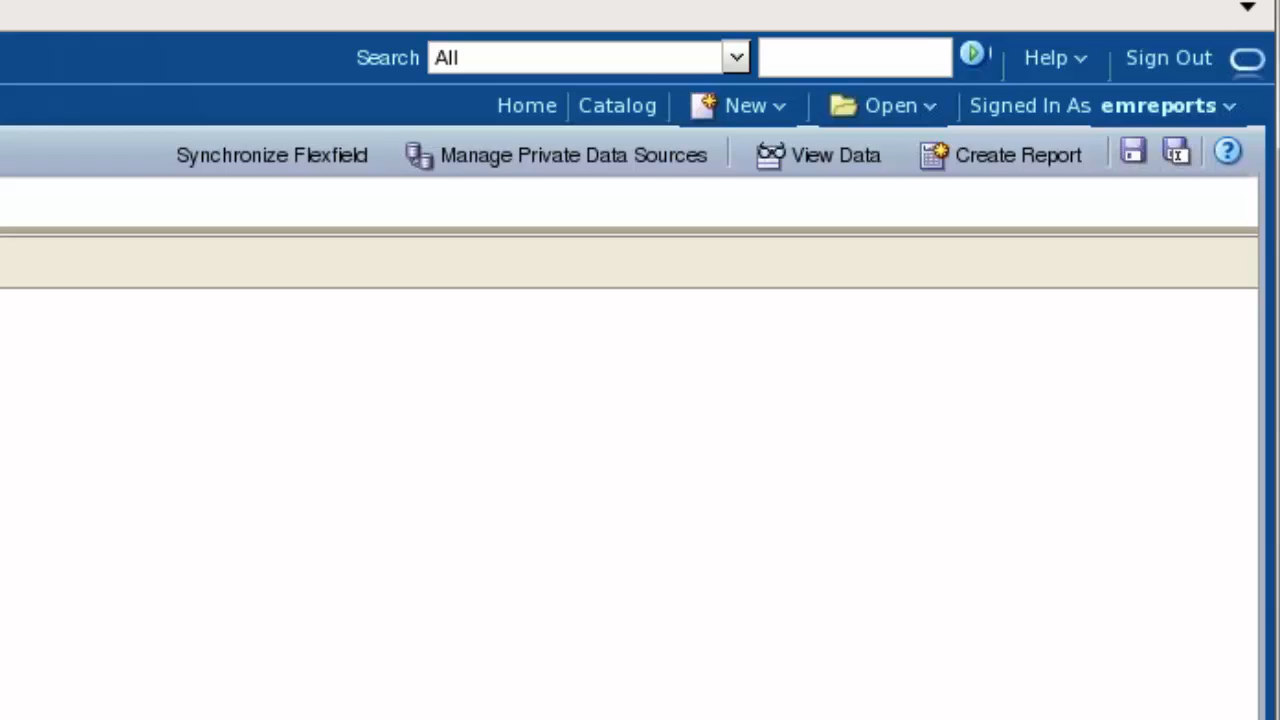 Search All Help Sign Out
Home Catalog New Open Signed In As emreports
Synchronize Flexfield Manage Private Data Sources View Data Create Report